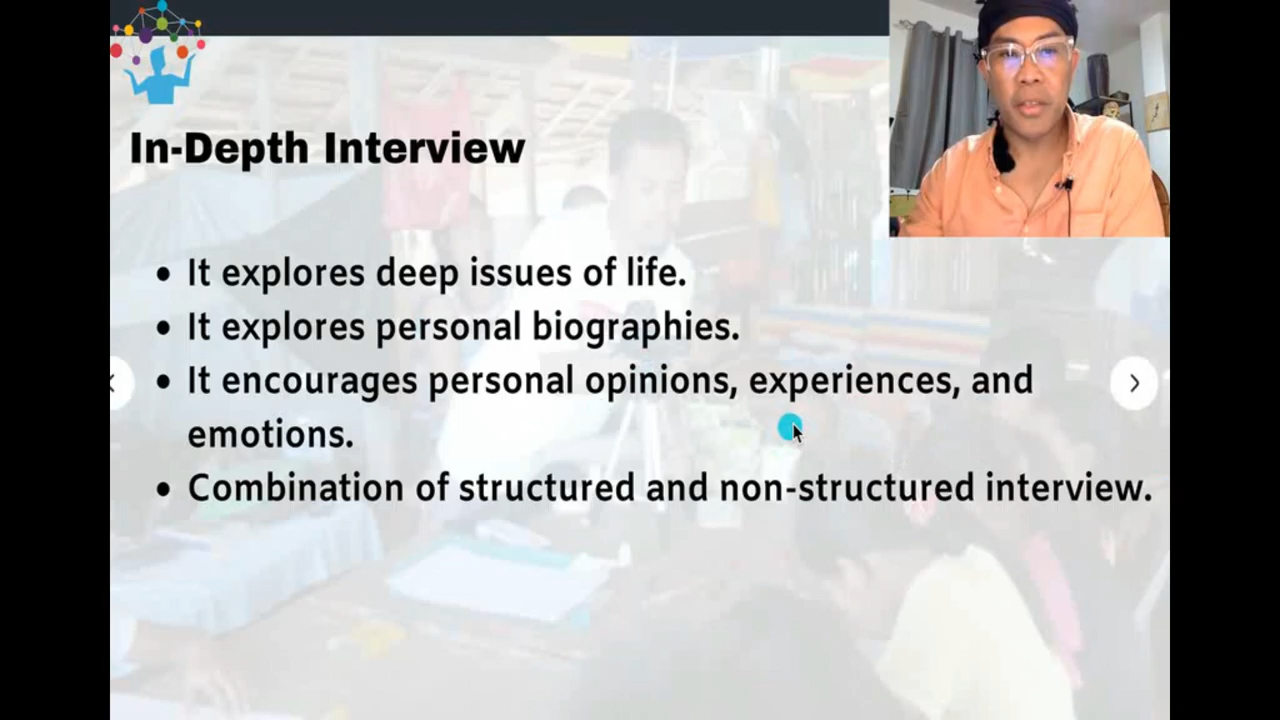 In-Depth Interview
• It explores deep issues of life.
• It explores personal biographies.
• It encourages personal opinions, experiences, and
emotions.
• Combination of structured and non-structured interview.